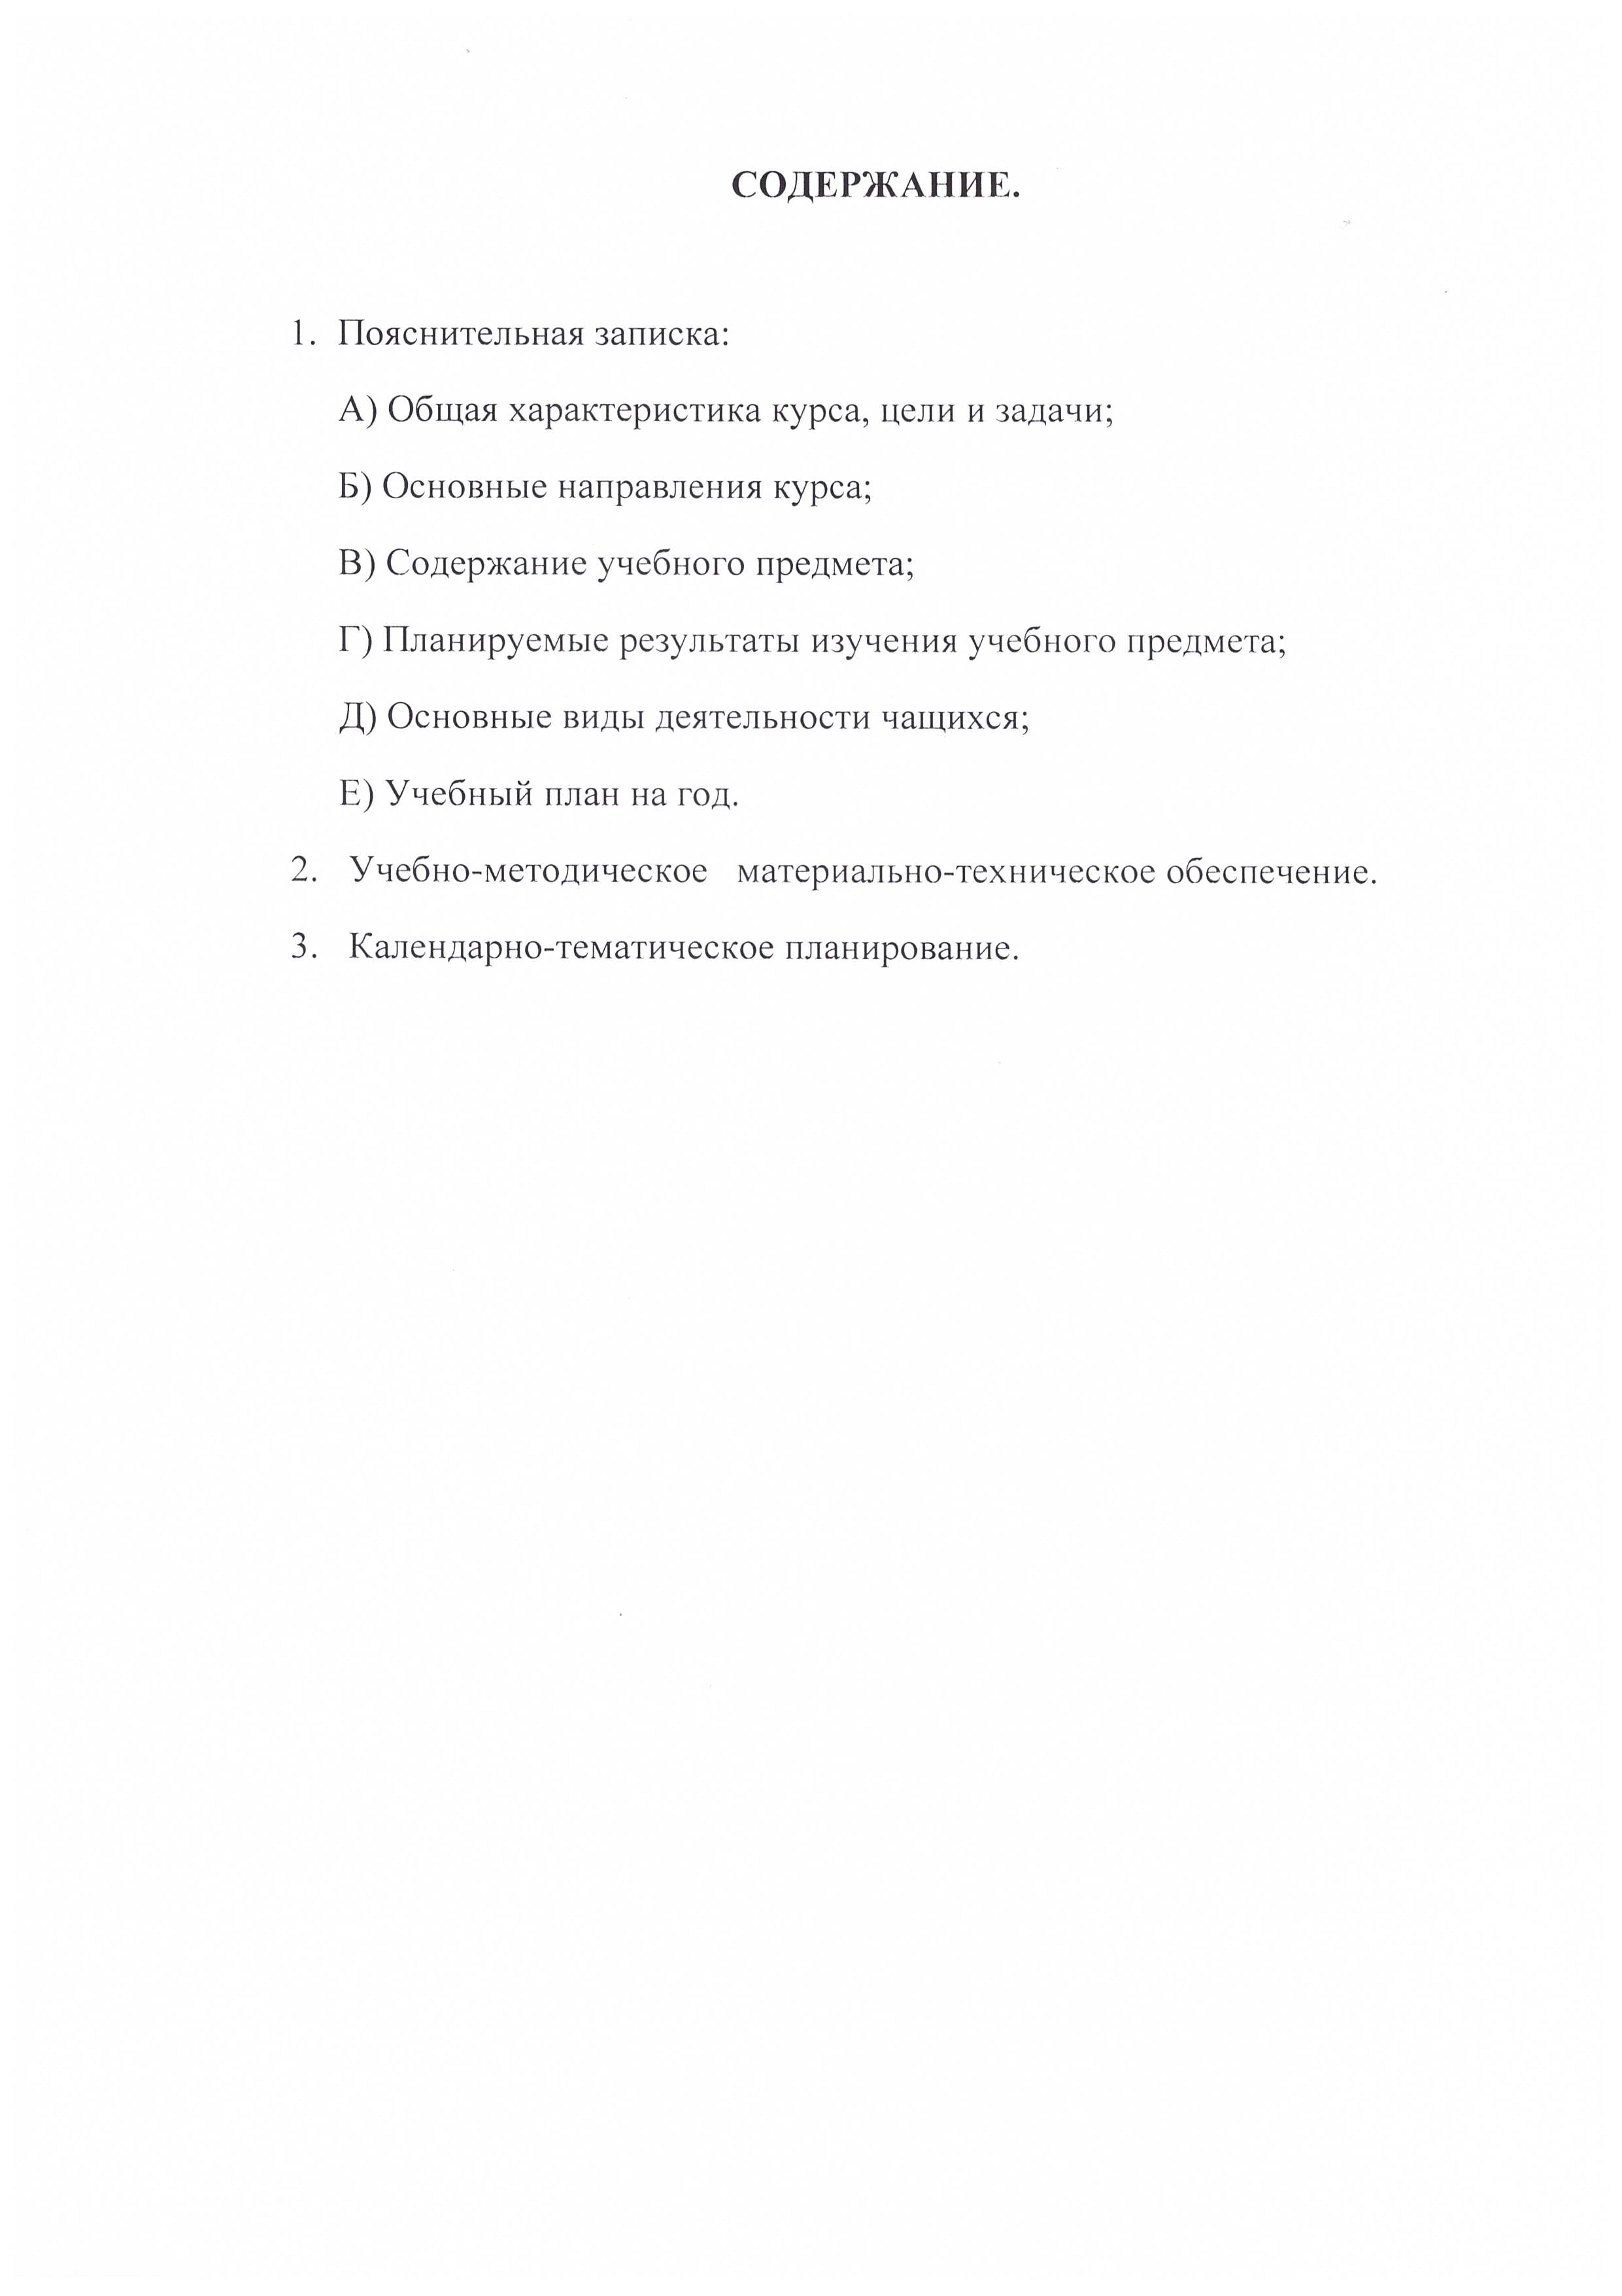 СОДЕРЖАНИЕ.
1. Пояснительная записка:
А) Общая характеристика курса, цели и задачи;
Б) Основные направления курса;
В) Содержание учебного предмета;
Г) Планируемые результаты изучения учебного предмета;
Д) Основные виды деятельности чащихся;
Е) Учебный план на год.
2. Учебно-методическое материально-техническое обеспечение.
3. Календарно-тематическое планирование.